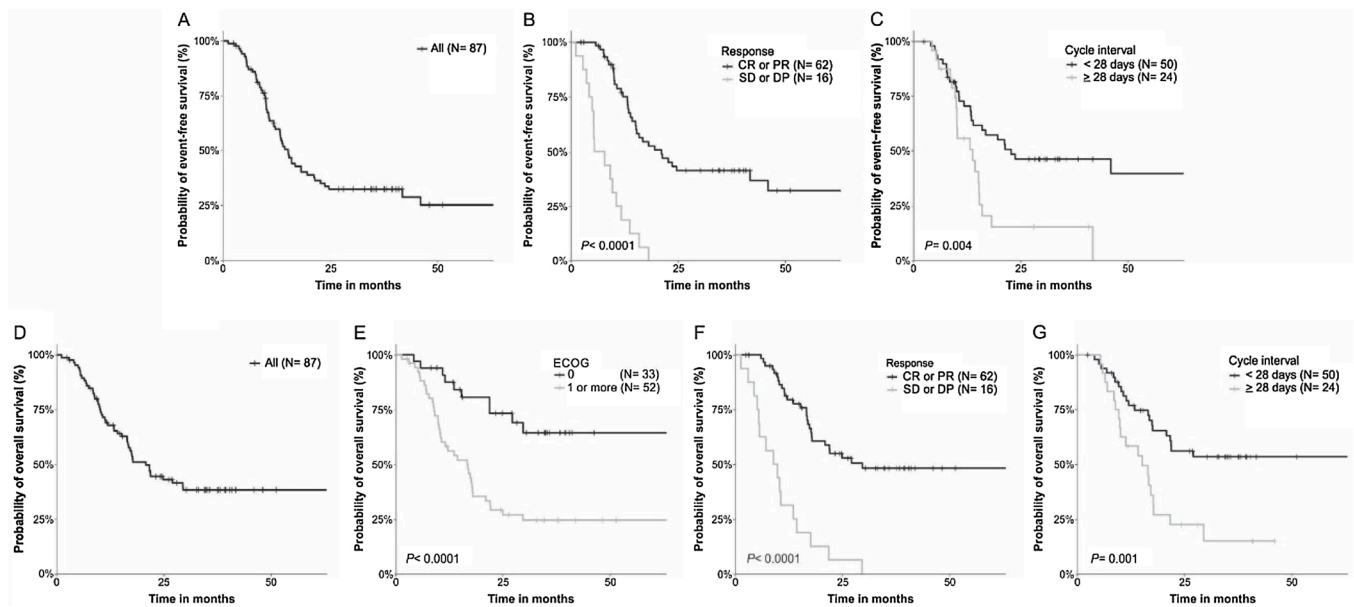 A
Probability of event-free survival (%)
100%
75%
50%
25%
0%
All (N= 87)
0
25
50
Time in months
B
Probability of event-free survival (%)
100%
75%
50%
25%
0%
Response
CR or PR (N= 62)
SD or DP (N= 16)
P< 0.0001
0
25
50
Time in months
C
Probability of event-free survival (%)
100%
75%
50%
25%
0%
Cycle interval
< 28 days (N= 50)
≥ 28 days (N= 24)
P= 0.004
0
25
50
Time in months
D
Probability of overall survival (%)
100%
75%
50%
25%
0%
All (N= 87)
0
25
50
Time in months
E
Probability of overall survival (%)
100%
75%
50%
25%
0%
ECOG
0 (N= 33)
1 or more (N= 52)
P< 0.0001
0
25
50
Time in months
F
Probability of overall survival (%)
100%
75%
50%
25%
0%
Response
CR or PR (N= 62)
SD or DP (N= 16)
P< 0.0001
0
25
50
Time in months
G
Probability of overall survival (%)
100%
75%
50%
25%
0%
Cycle interval
< 28 days (N= 50)
≥ 28 days (N= 24)
P= 0.001
0
25
50
Time in months